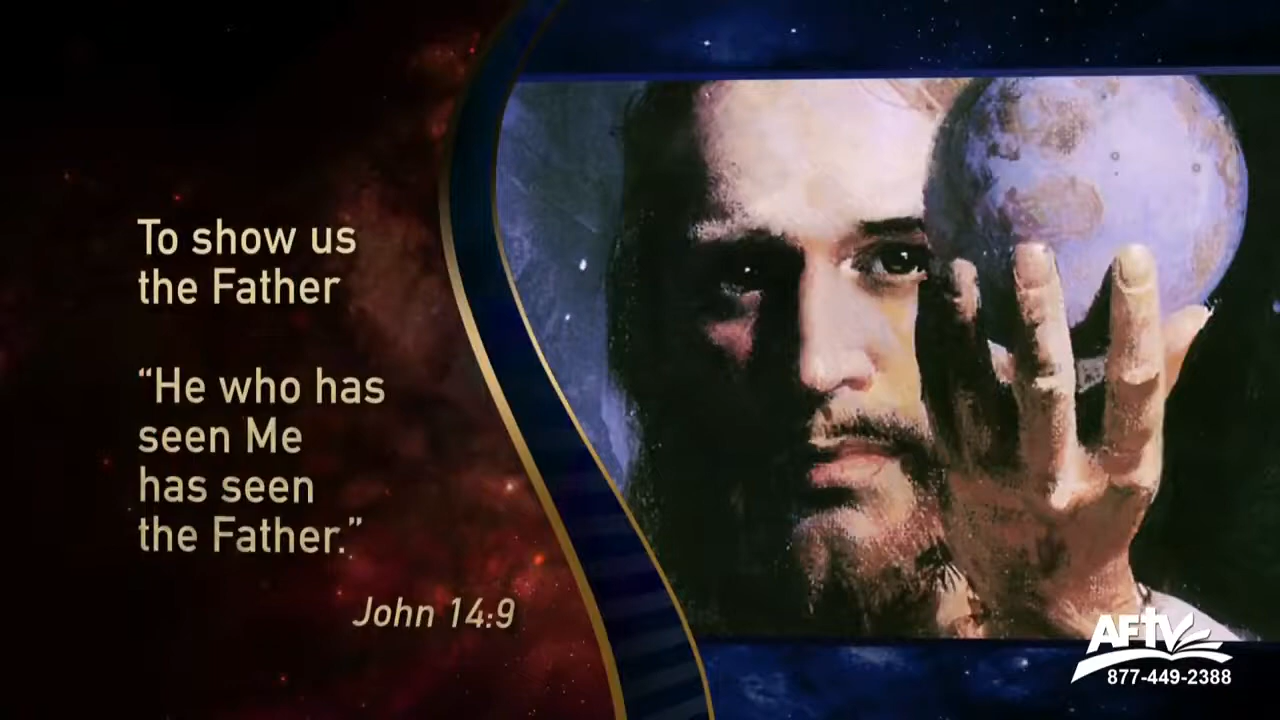 To show us
the Father
“He who has
seen Me
has seen
the Father.”
John 14:9
AFTV
877-449-2388